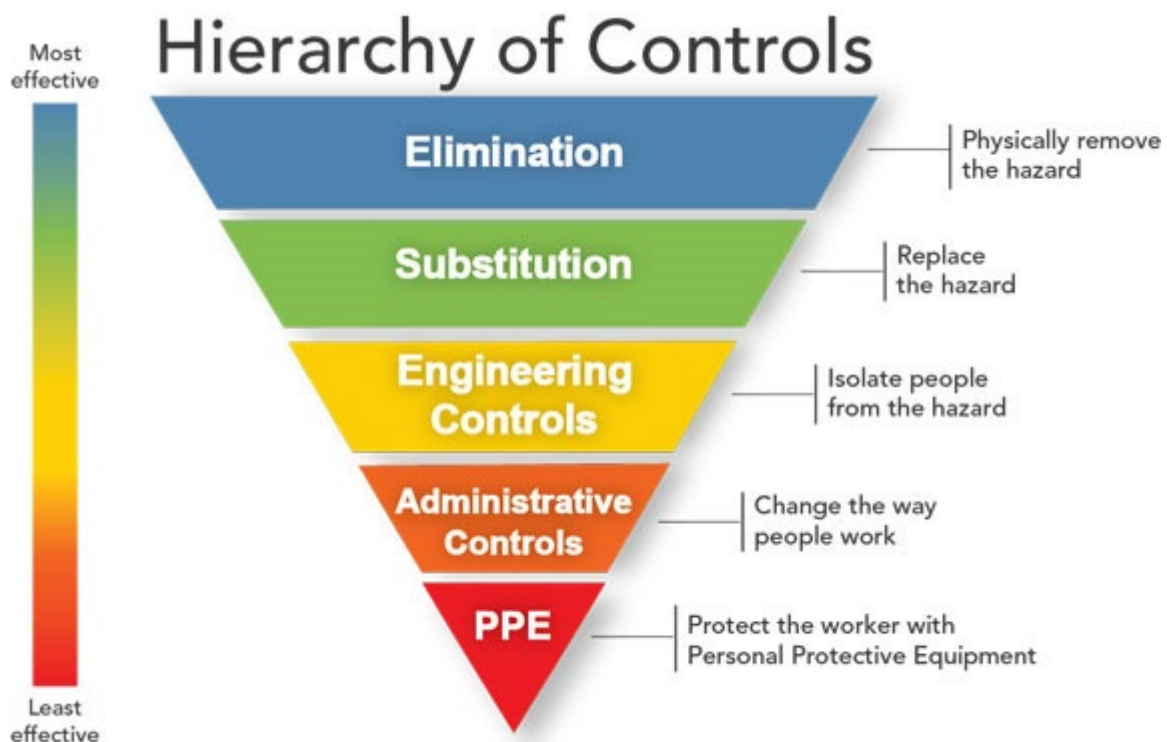 Hierarchy of Controls
Most
effective
Elimination
Physically remove
the hazard
Substitution
Replace
the hazard
Engineering
Controls
Isolate people
from the hazard
Administrative
Controls
Change the way
people work
PPE
Protect the worker with
Personal Protective Equipment
Least
effective